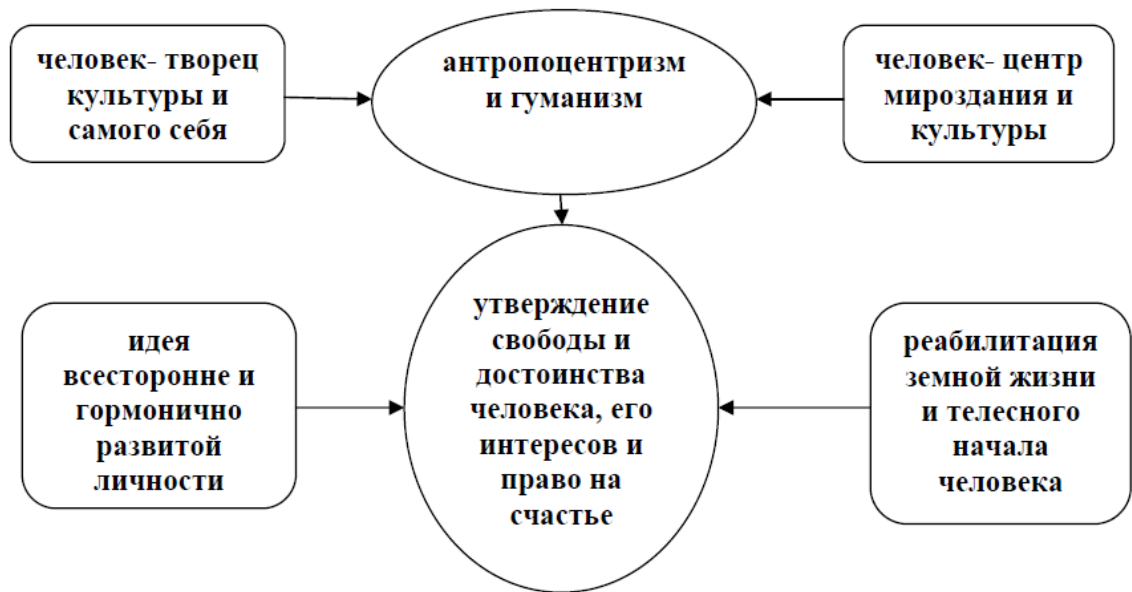 человек- творец
культуры и
самого себя
антропоцентризм
и гуманизм
человек- центр
мироздания и
культуры
идея
всесторонне и
гормонично
развитой
личности
утверждение
свободы и
достоинства
человека, его
интересов и
право на
счастье
реабилитация
земной жизни
и телесного
начала
человека